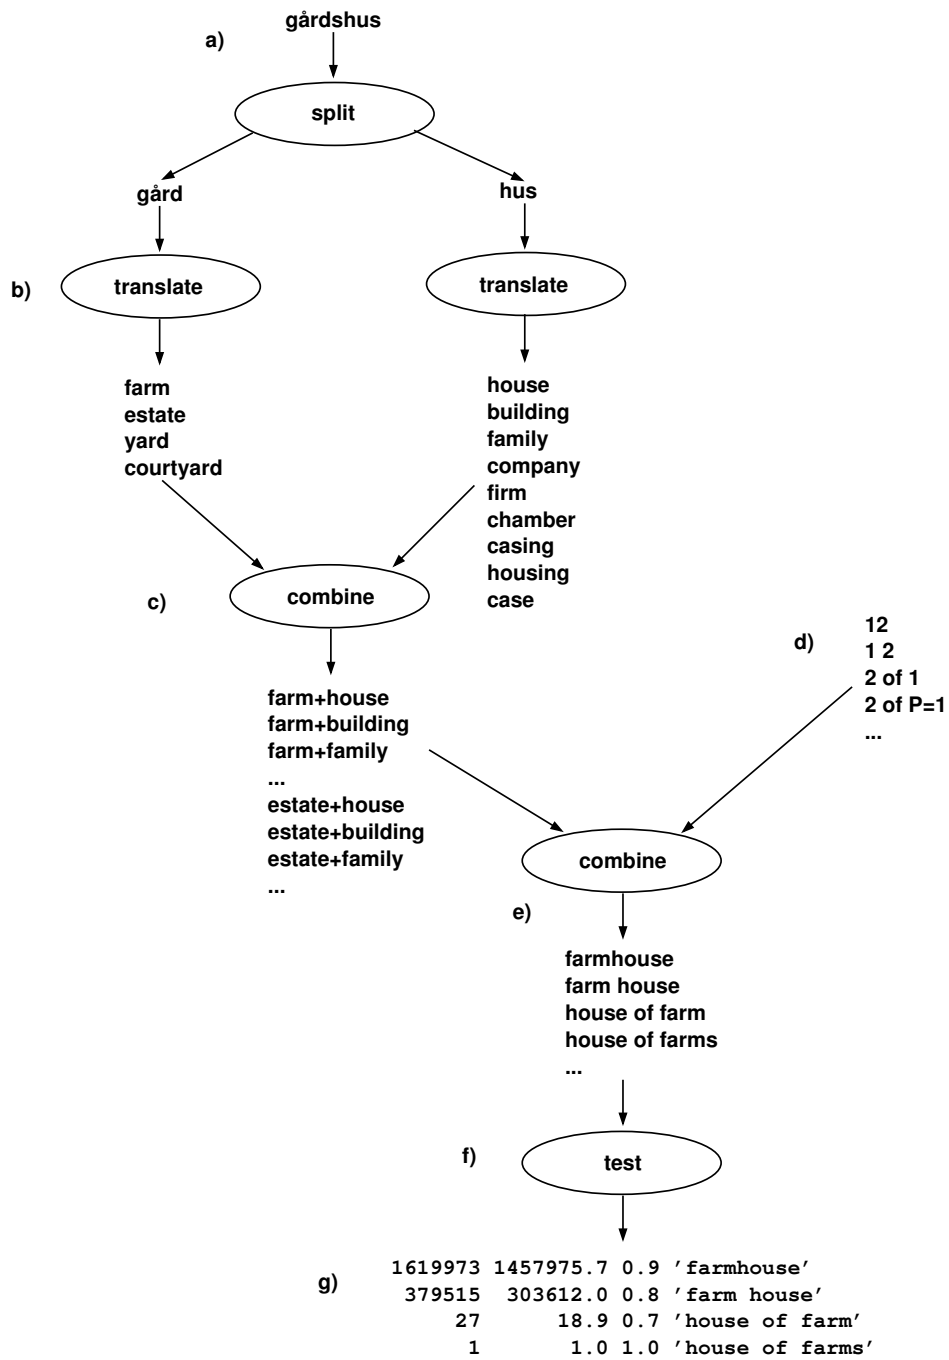 gårdshus
a)
split
gård
hus
b)
translate
translate
farm
estate
yard
courtyard
house
building
family
company
firm
chamber
casing
housing
case
c)
combine
d)
12
1 2
2 of 1
2 of P=1
...
farm+house
farm+building
farm+family
...
estate+house
estate+building
estate+family
...
combine
e)
farmhouse
farm house
house of farm
house of farms
...
f)
test
g)
1619973 1457975.7 0.9 ’farmhouse’
379515 303612.0 0.8 ’farm house’
27 18.9 0.7 ’house of farm’
1 1.0 1.0 ’house of farms’